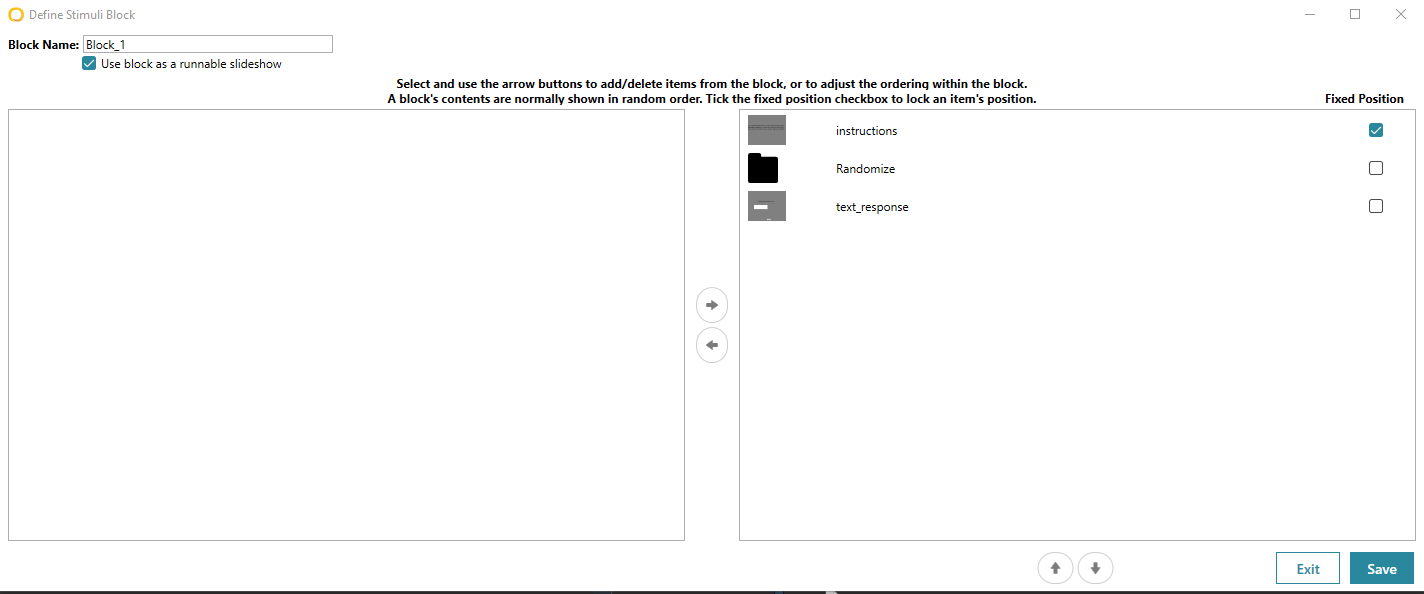 Define Stimuli Block
Block Name: Block_1
Use block as a runnable slideshow
Select and use the arrow buttons to add/delete items from the block, or to adjust the ordering within the block.
A block's contents are normally shown in random order. Tick the fixed position checkbox to lock an item's position.
Fixed Position
instructions
Randomize
text_response
Exit
Save